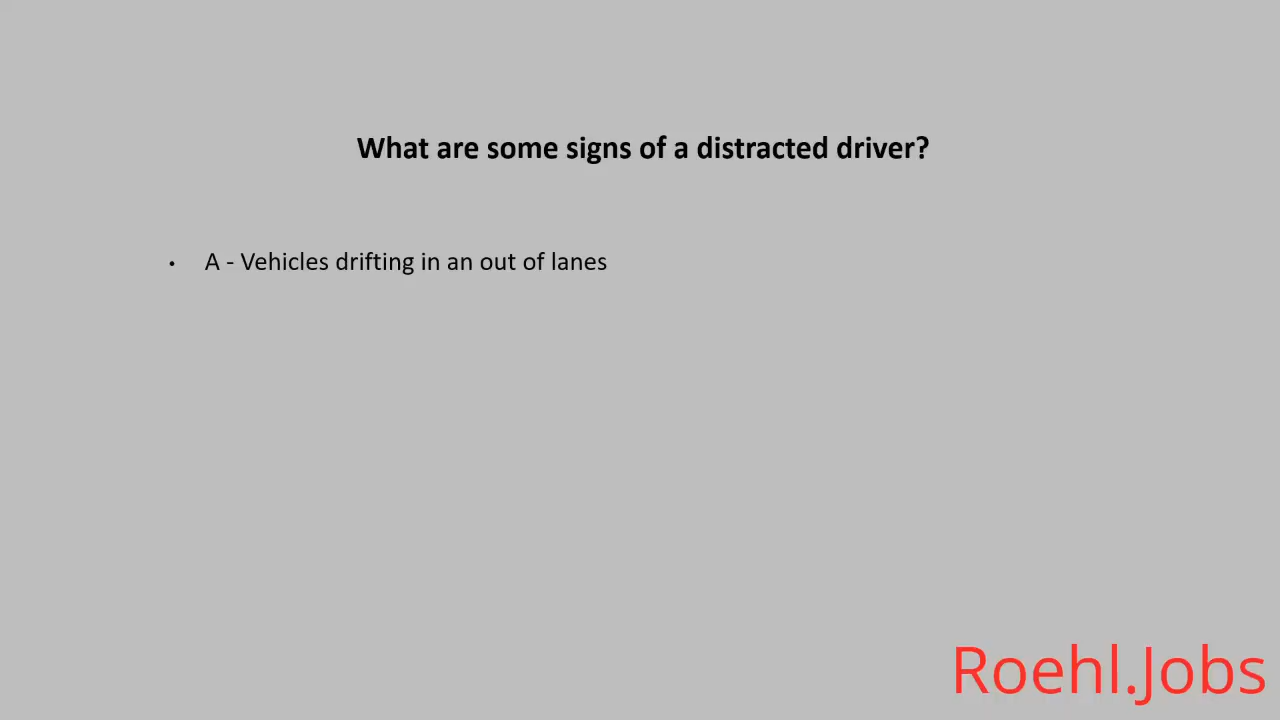 What are some signs of a distracted driver?
• A - Vehicles drifting in an out of lanes
Roehl.Jobs